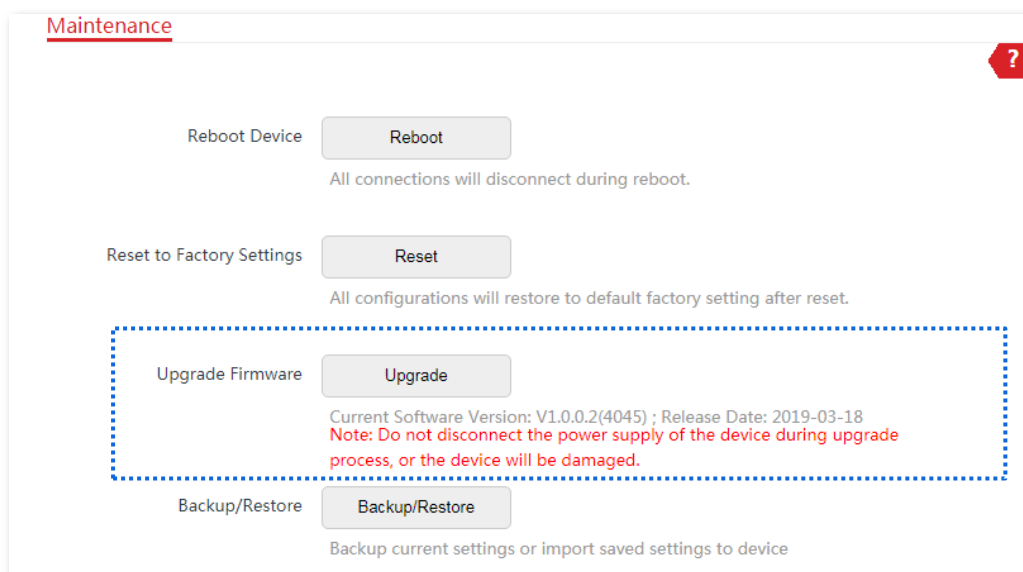 Maintenance
?
Reboot Device
Reboot
All connections will disconnect during reboot.
Reset to Factory Settings
Reset
All configurations will restore to default factory setting after reset.
Upgrade Firmware
Upgrade
Current Software Version: V1.0.0.2(4045) ; Release Date: 2019-03-18
Note: Do not disconnect the power supply of the device during upgrade
process, or the device will be damaged.
Backup/Restore
Backup/Restore
Backup current settings or import saved settings to device